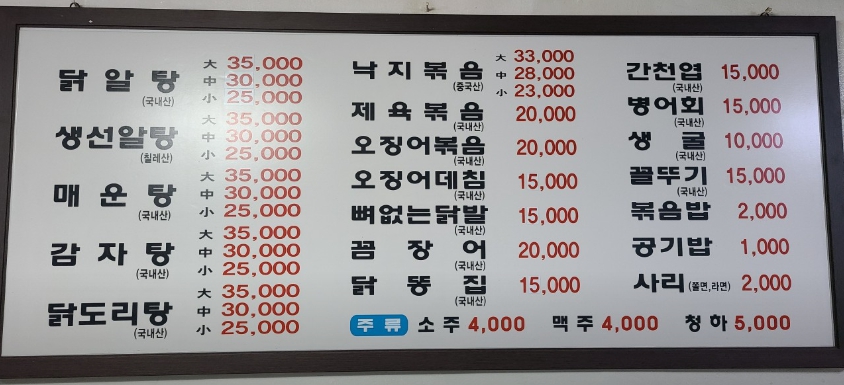 닭알탕 (국내산) 大 35,000
中 30,000
小 25,000
생선알탕 (칠레산) 大 35,000
中 30,000
小 25,000
매운탕 (국내산) 大 35,000
中 30,000
小 25,000
감자탕 (국내산) 大 35,000
中 30,000
小 25,000
닭도리탕 (국내산) 大 35,000
中 30,000
小 25,000
낙지볶음 (중국산) 大 33,000
中 28,000
小 23,000
제육볶음 (국내산) 20,000
오징어볶음 (국내산) 20,000
오징어데침 (국내산) 15,000
뼈없는닭발 (국내산) 15,000
꼼장어 (국내산) 20,000
닭똥집 (국내산) 15,000
간천엽 (국내산) 15,000
병어회 (국내산) 15,000
생굴 (국내산) 10,000
꼴뚜기 (국내산) 15,000
볶음밥 2,000
공기밥 1,000
사리 (쫄면,라면) 2,000
주류 소주 4,000 맥주 4,000 청하 5,000